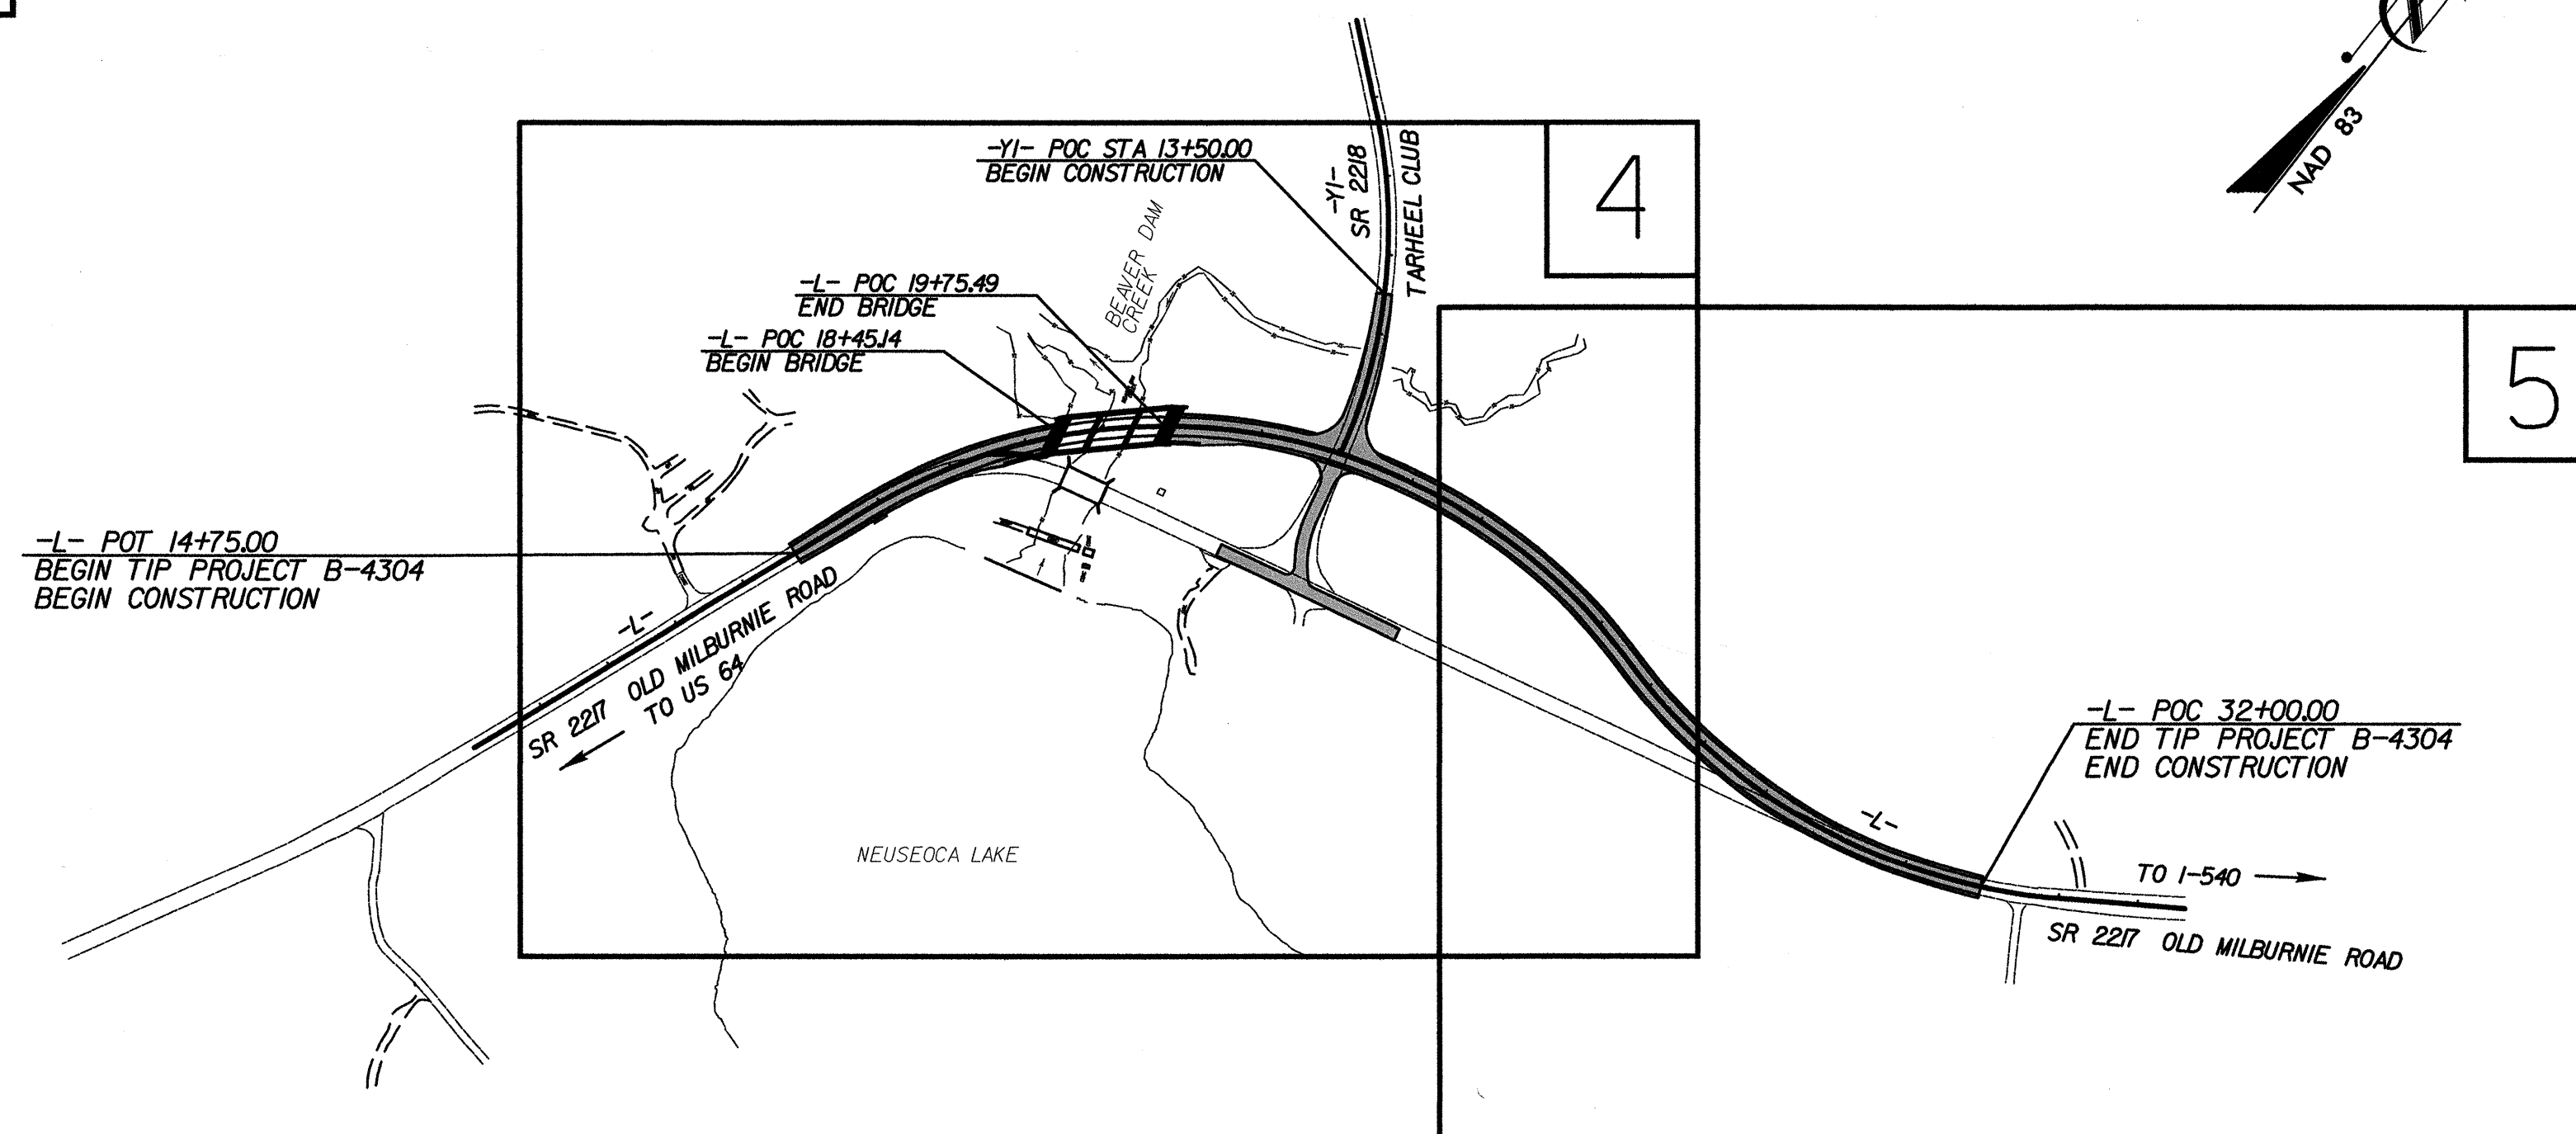 -Y1- POC STA 13+50.00
BEGIN CONSTRUCTION
-Y1-
SR 2218
TARHEEL CLUB
4
NAD 83
BEAVER DAM
CREEK
-L- POC 19+75.49
END BRIDGE
-L- POC 18+45.14
BEGIN BRIDGE
5
-L- POT 14+75.00
BEGIN TIP PROJECT B-4304
BEGIN CONSTRUCTION
-L-
SR 2217 OLD MILBURNIE ROAD
TO US 64
NEUSEOCA LAKE
-L- POC 32+00.00
END TIP PROJECT B-4304
END CONSTRUCTION
-L-
TO I-540
SR 2217 OLD MILBURNIE ROAD